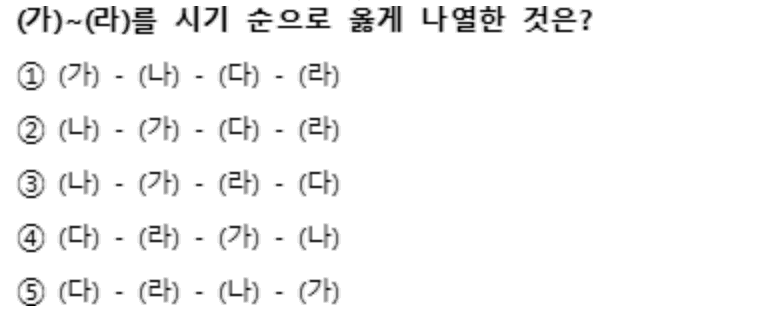 (가)~(라)를 시기 순으로 옳게 나열한 것은?
① (가) - (나) - (다) - (라)
② (나) - (가) - (다) - (라)
③ (나) - (가) - (라) - (다)
④ (다) - (라) - (가) - (나)
⑤ (다) - (라) - (나) - (가)